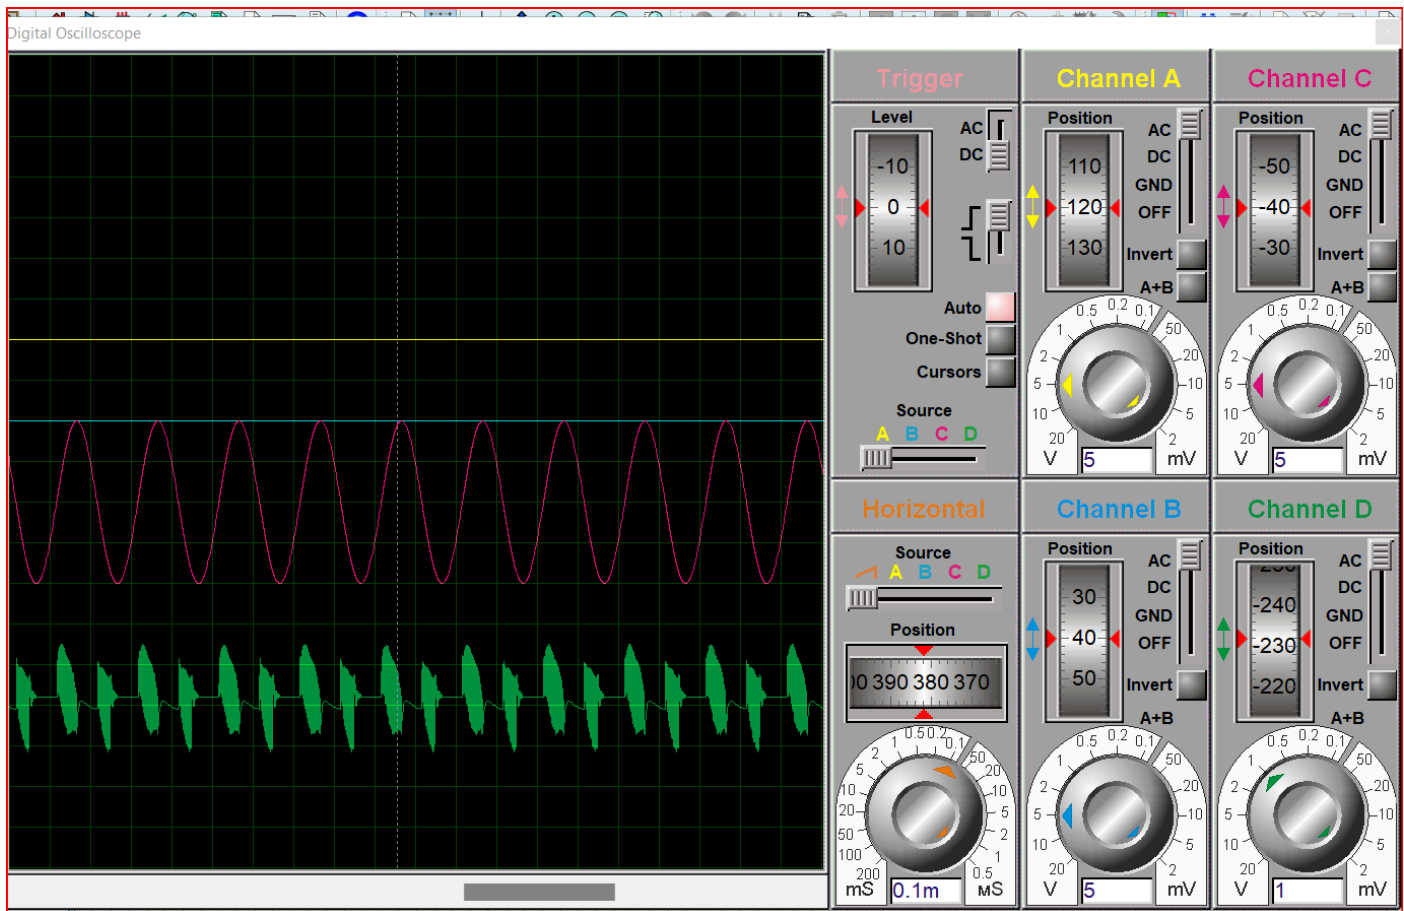 Digital Oscilloscope
Trigger
Level
-10
0
10
AC
DC
Auto
One-Shot
Cursors
Source
A B C D
Channel A
Position
110
120
130
AC
DC
GND
OFF
Invert
A+B
0.5 0.2 0.1
1 50
2 20
5 10
10 5
20 2
V 5 mV
Channel C
Position
-50
-40
-30
AC
DC
GND
OFF
Invert
A+B
0.5 0.2 0.1
1 50
2 20
5 10
10 5
20 2
V 5 mV
Horizontal
Source
A B C D
Position
390 380 370
0.5 0.2 0.1
2 1 50
5 20
10 10
20 5
50 2
100 1
200 0.5
mS 0.1m мS
Channel B
Position
30
40
50
AC
DC
GND
OFF
Invert
A+B
0.5 0.2 0.1
1 50
2 20
5 10
10 5
20 2
V 5 mV
Channel D
Position
-240
-230
-220
AC
DC
GND
OFF
Invert
A+B
0.5 0.2 0.1
1 50
2 20
5 10
10 5
20 2
V 1 mV